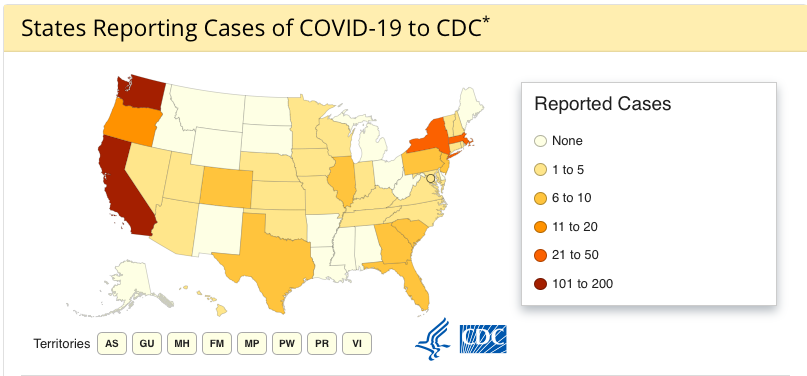 States Reporting Cases of COVID-19 to CDC*
Reported Cases
None
1 to 5
6 to 10
11 to 20
21 to 50
101 to 200
Territories AS GU MH FM MP PW PR VI
CDC